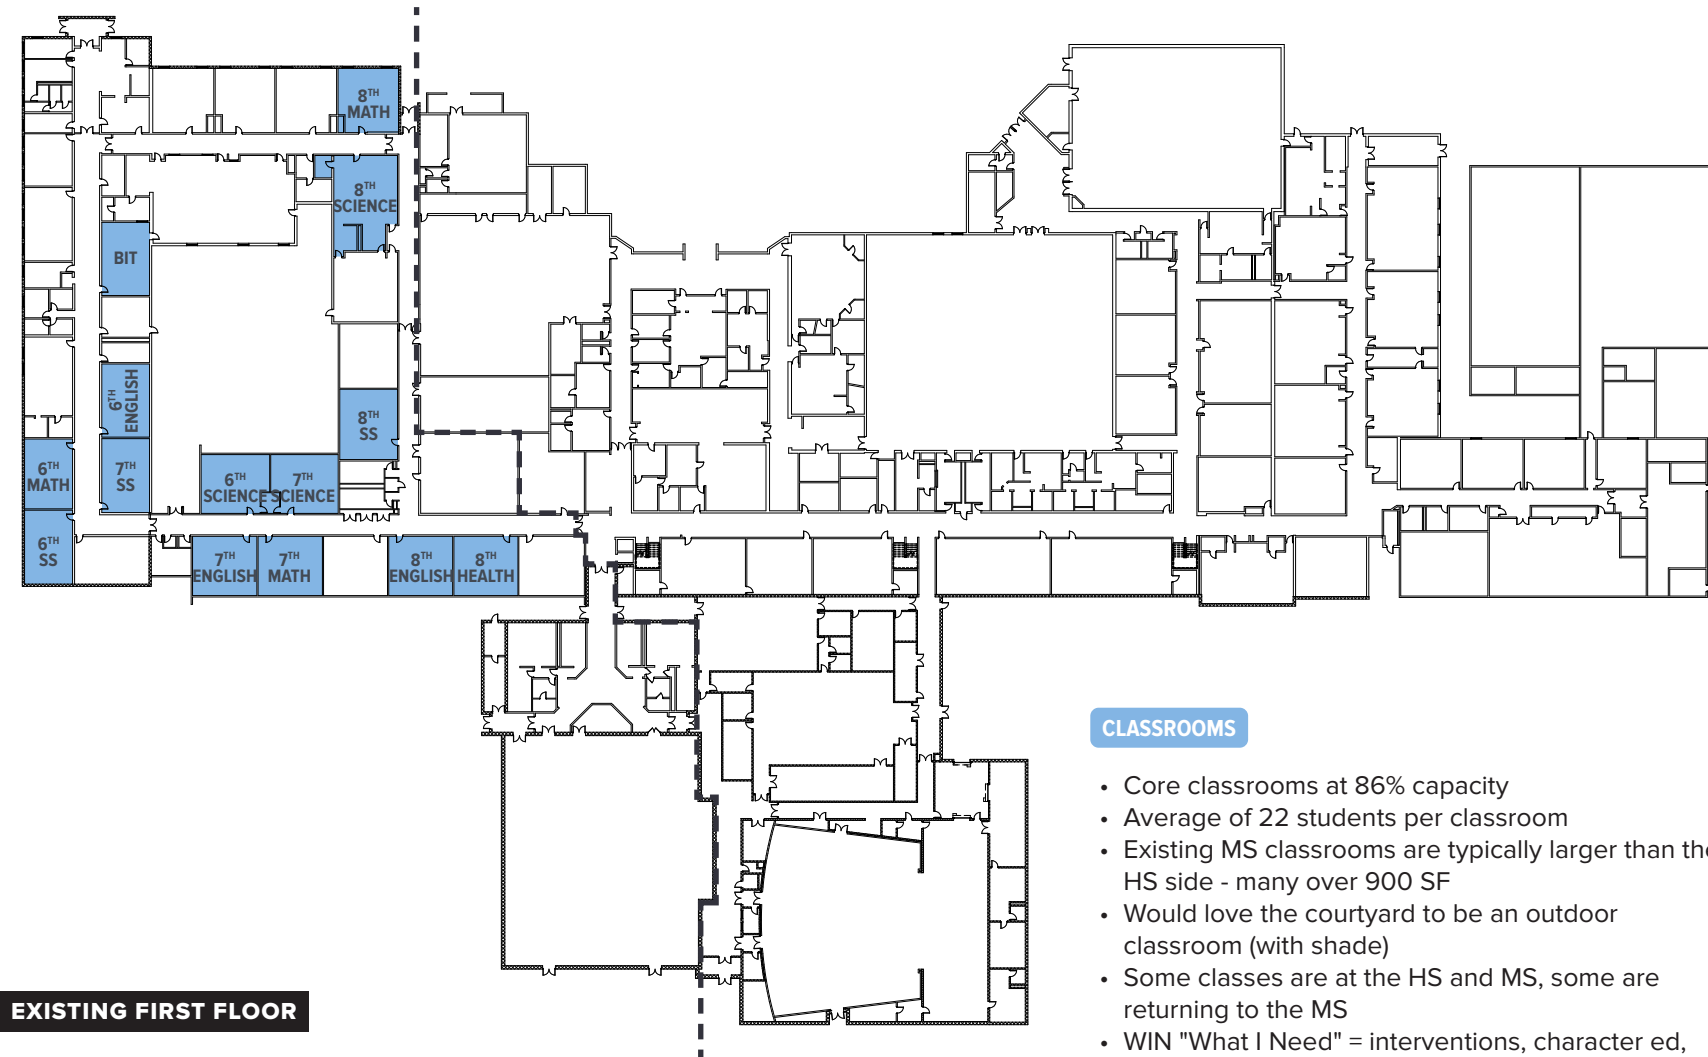 8TH
MATH
8TH
SCIENCE
BIT
6TH
ENGLISH
8TH
SS
6TH
MATH
7TH
SS
6TH
SCIENCE
7TH
SCIENCE
6TH
SS
7TH
ENGLISH
7TH
MATH
8TH
ENGLISH
8TH
HEALTH
CLASSROOMS
• Core classrooms at 86% capacity
• Average of 22 students per classroom
• Existing MS classrooms are typically larger than the
HS side - many over 900 SF
• Would love the courtyard to be an outdoor
classroom (with shade)
• Some classes are at the HS and MS, some are
returning to the MS
• WIN "What I Need" = interventions, character ed,
EXISTING FIRST FLOOR